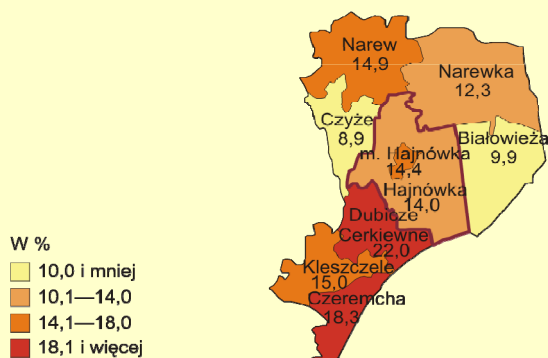 Narew
14,9
Narewka
12,3
Czyże
8,9
Białowieża
9,9
m. Hajnówka
14,4
Hajnówka
14,0
Dubicze
Cerkiewne
22,0
Kleszczele
15,0
Czeremcha
18,3
W %
10,0 i mniej
10,1—14,0
14,1—18,0
18,1 i więcej